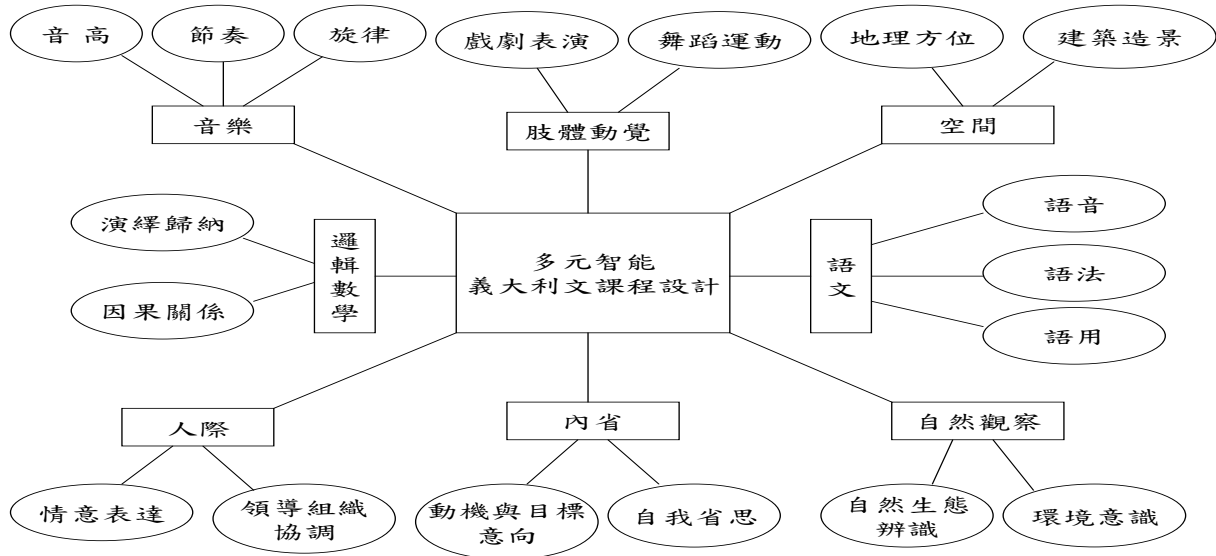 音高
節奏
旋律
戲劇表演
舞蹈運動
地理方位
建築造景
音樂
肢體動覺
空間
演繹歸納
因果關係
邏輯數學
多元智能
義大利文課程設計
語文
語音
語法
語用
人際
內省
自然觀察
情意表達
領導組織
協調
動機與目標
意向
自我省思
自然生態
辨識
環境意識